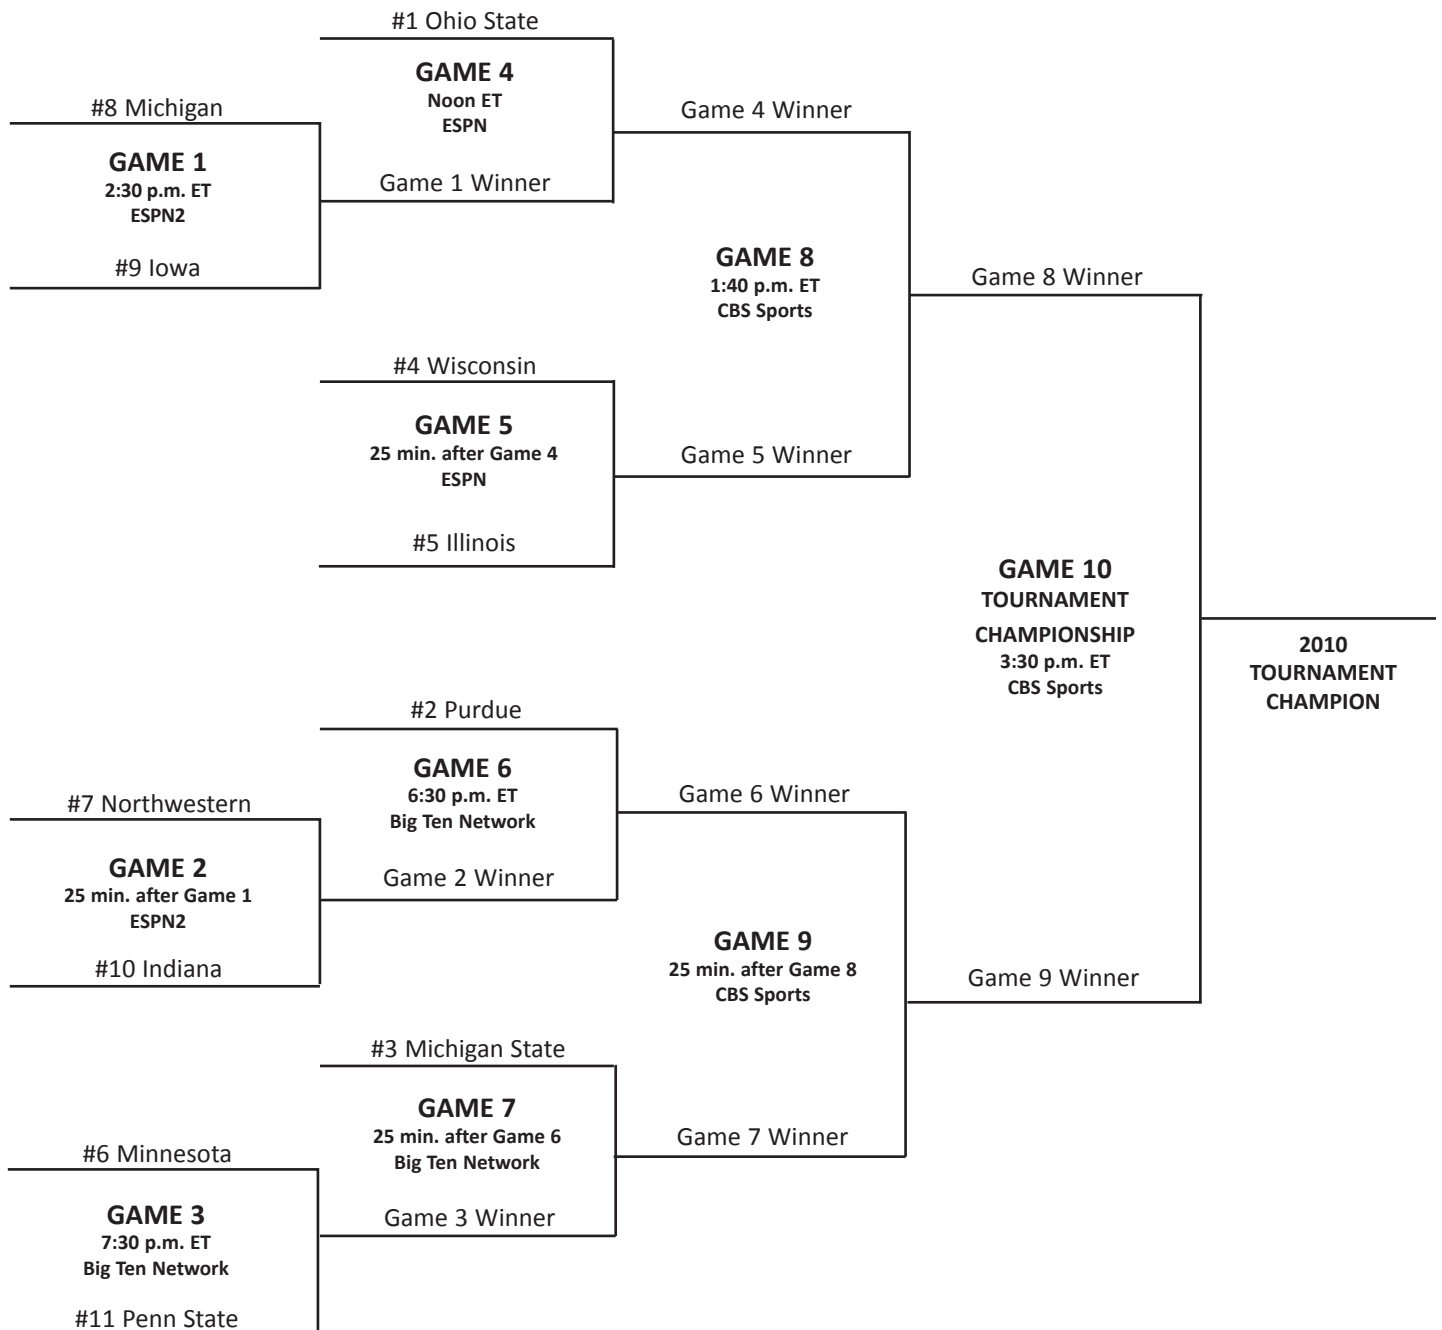 #1 Ohio State
GAME 4
Noon ET
ESPN
Game 1 Winner
#8 Michigan
GAME 1
2:30 p.m. ET
ESPN2
#9 Iowa
Game 4 Winner
GAME 8
1:40 p.m. ET
CBS Sports
Game 5 Winner
#4 Wisconsin
GAME 5
25 min. after Game 4
ESPN
#5 Illinois
Game 8 Winner
GAME 10
TOURNAMENT
CHAMPIONSHIP
3:30 p.m. ET
CBS Sports
Game 9 Winner
2010
TOURNAMENT
CHAMPION
#2 Purdue
GAME 6
6:30 p.m. ET
Big Ten Network
Game 2 Winner
#7 Northwestern
GAME 2
25 min. after Game 1
ESPN2
#10 Indiana
Game 6 Winner
GAME 9
25 min. after Game 8
CBS Sports
Game 7 Winner
#3 Michigan State
GAME 7
25 min. after Game 6
Big Ten Network
Game 3 Winner
#6 Minnesota
GAME 3
7:30 p.m. ET
Big Ten Network
#11 Penn State